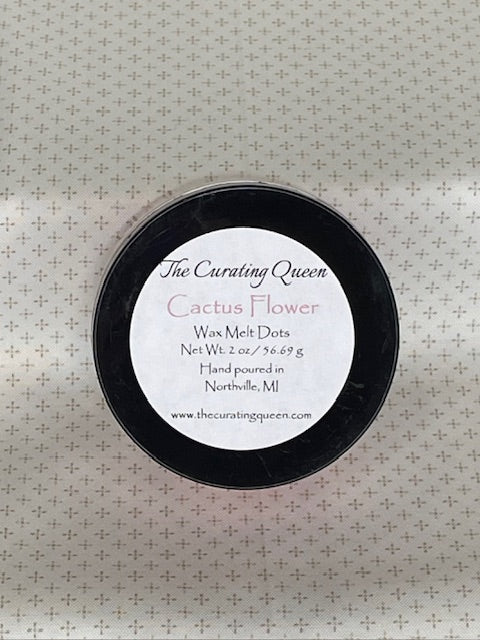 The Curating Queen
Cactus Flower
Wax Melt Dots
Net Wt. 2 oz / 56.69 g
Hand poured in
Northville, MI
www.thecuratingqueen.com